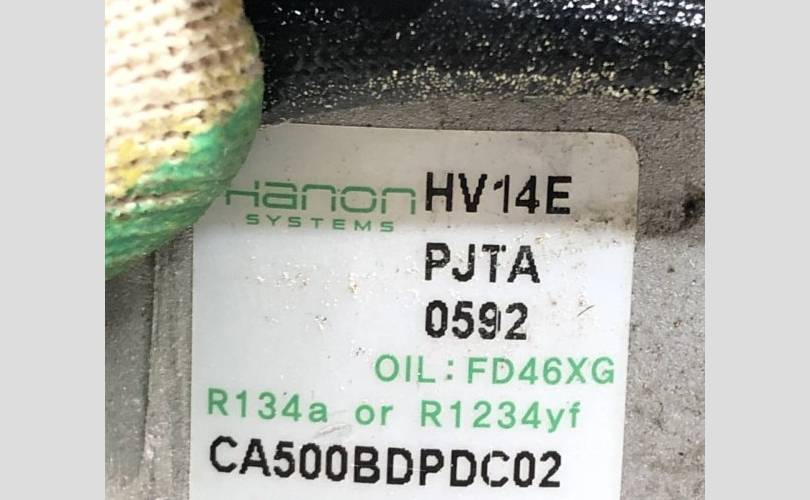 Hanon HV14E
SYSTEMS
PJTA
0592
OIL: FD46XG
R134a or R1234yf
CA500BDPDC02